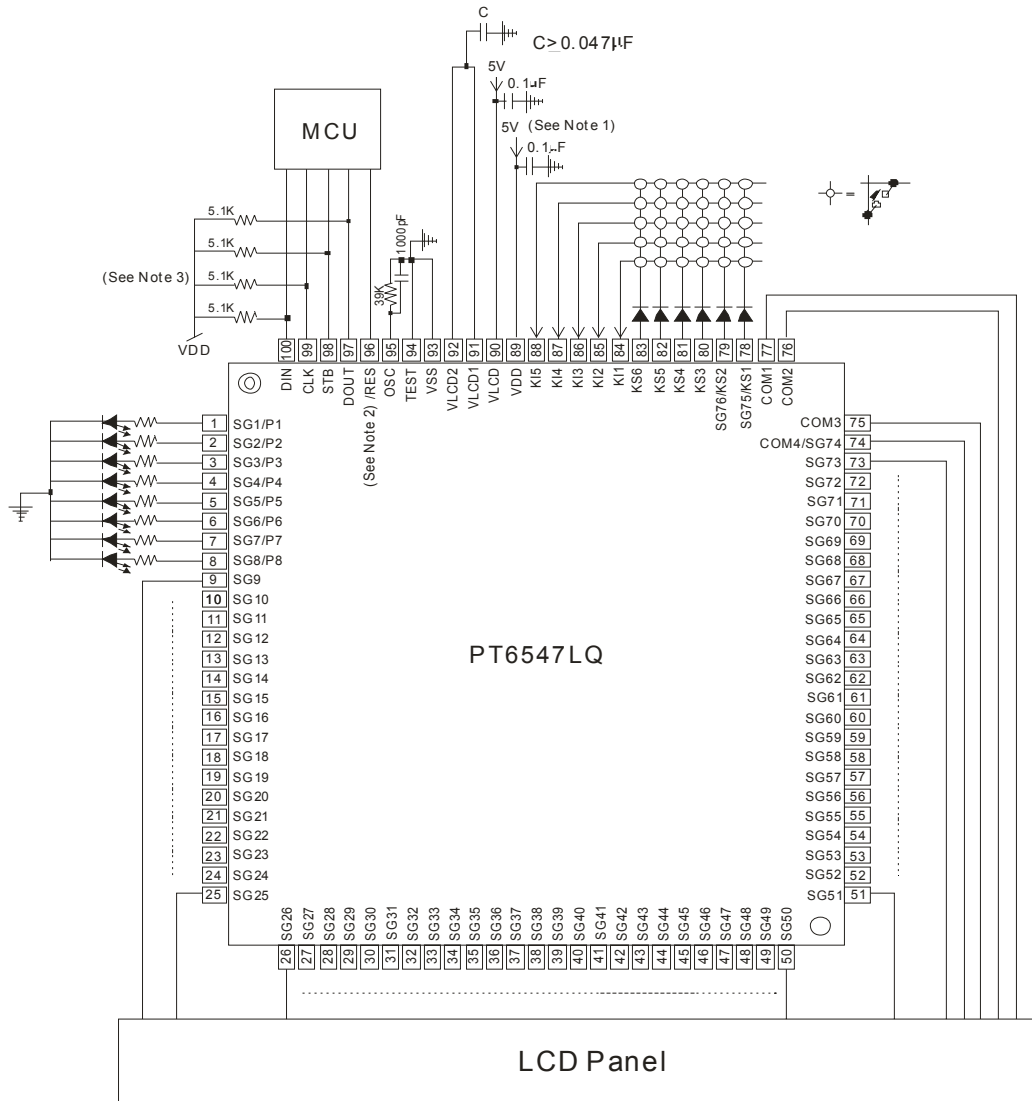 C
C≥0.047µF
5V
0.1µF
5V (See Note 1)
0.1µF
MCU
5.1K
5.1K
(See Note 3) 5.1K
5.1K
VDD
39K
1000pF
=
100 99 98 97 96 95 94 93 92 91 90 89 88 87 86 85 84 83 82 81 80 79 78 77 76
DIN
CLK
STB
DOUT
(See Note 2) /RES
OSC
TEST
VSS
VLCD2
VLCD1
VLCD
VDD
KI5
KI4
KI3
KI2
KI1
KS6
KS5
KS4
KS3
SG76/KS2
SG75/KS1
COM1
COM2
1 SG1/P1
2 SG2/P2
3 SG3/P3
4 SG4/P4
5 SG5/P5
6 SG6/P6
7 SG7/P7
8 SG8/P8
9 SG9
10 SG10
11 SG11
12 SG12
13 SG13
14 SG14
15 SG15
16 SG16
17 SG17
18 SG18
19 SG19
20 SG20
21 SG21
22 SG22
23 SG23
24 SG24
25 SG25
PT6547LQ
COM3 75
COM4/SG74 74
SG73 73
SG72 72
SG71 71
SG70 70
SG69 69
SG68 68
SG67 67
SG66 66
SG65 65
SG64 64
SG63 63
SG62 62
SG61 61
SG60 60
SG59 59
SG58 58
SG57 57
SG56 56
SG55 55
SG54 54
SG53 53
SG52 52
SG51 51
SG26
SG27
SG28
SG29
SG30
SG31
SG32
SG33
SG34
SG35
SG36
SG37
SG38
SG39
SG40
SG41
SG42
SG43
SG44
SG45
SG46
SG47
SG48
SG49
SG50
26 27 28 29 30 31 32 33 34 35 36 37 38 39 40 41 42 43 44 45 46 47 48 49 50
LCD Panel